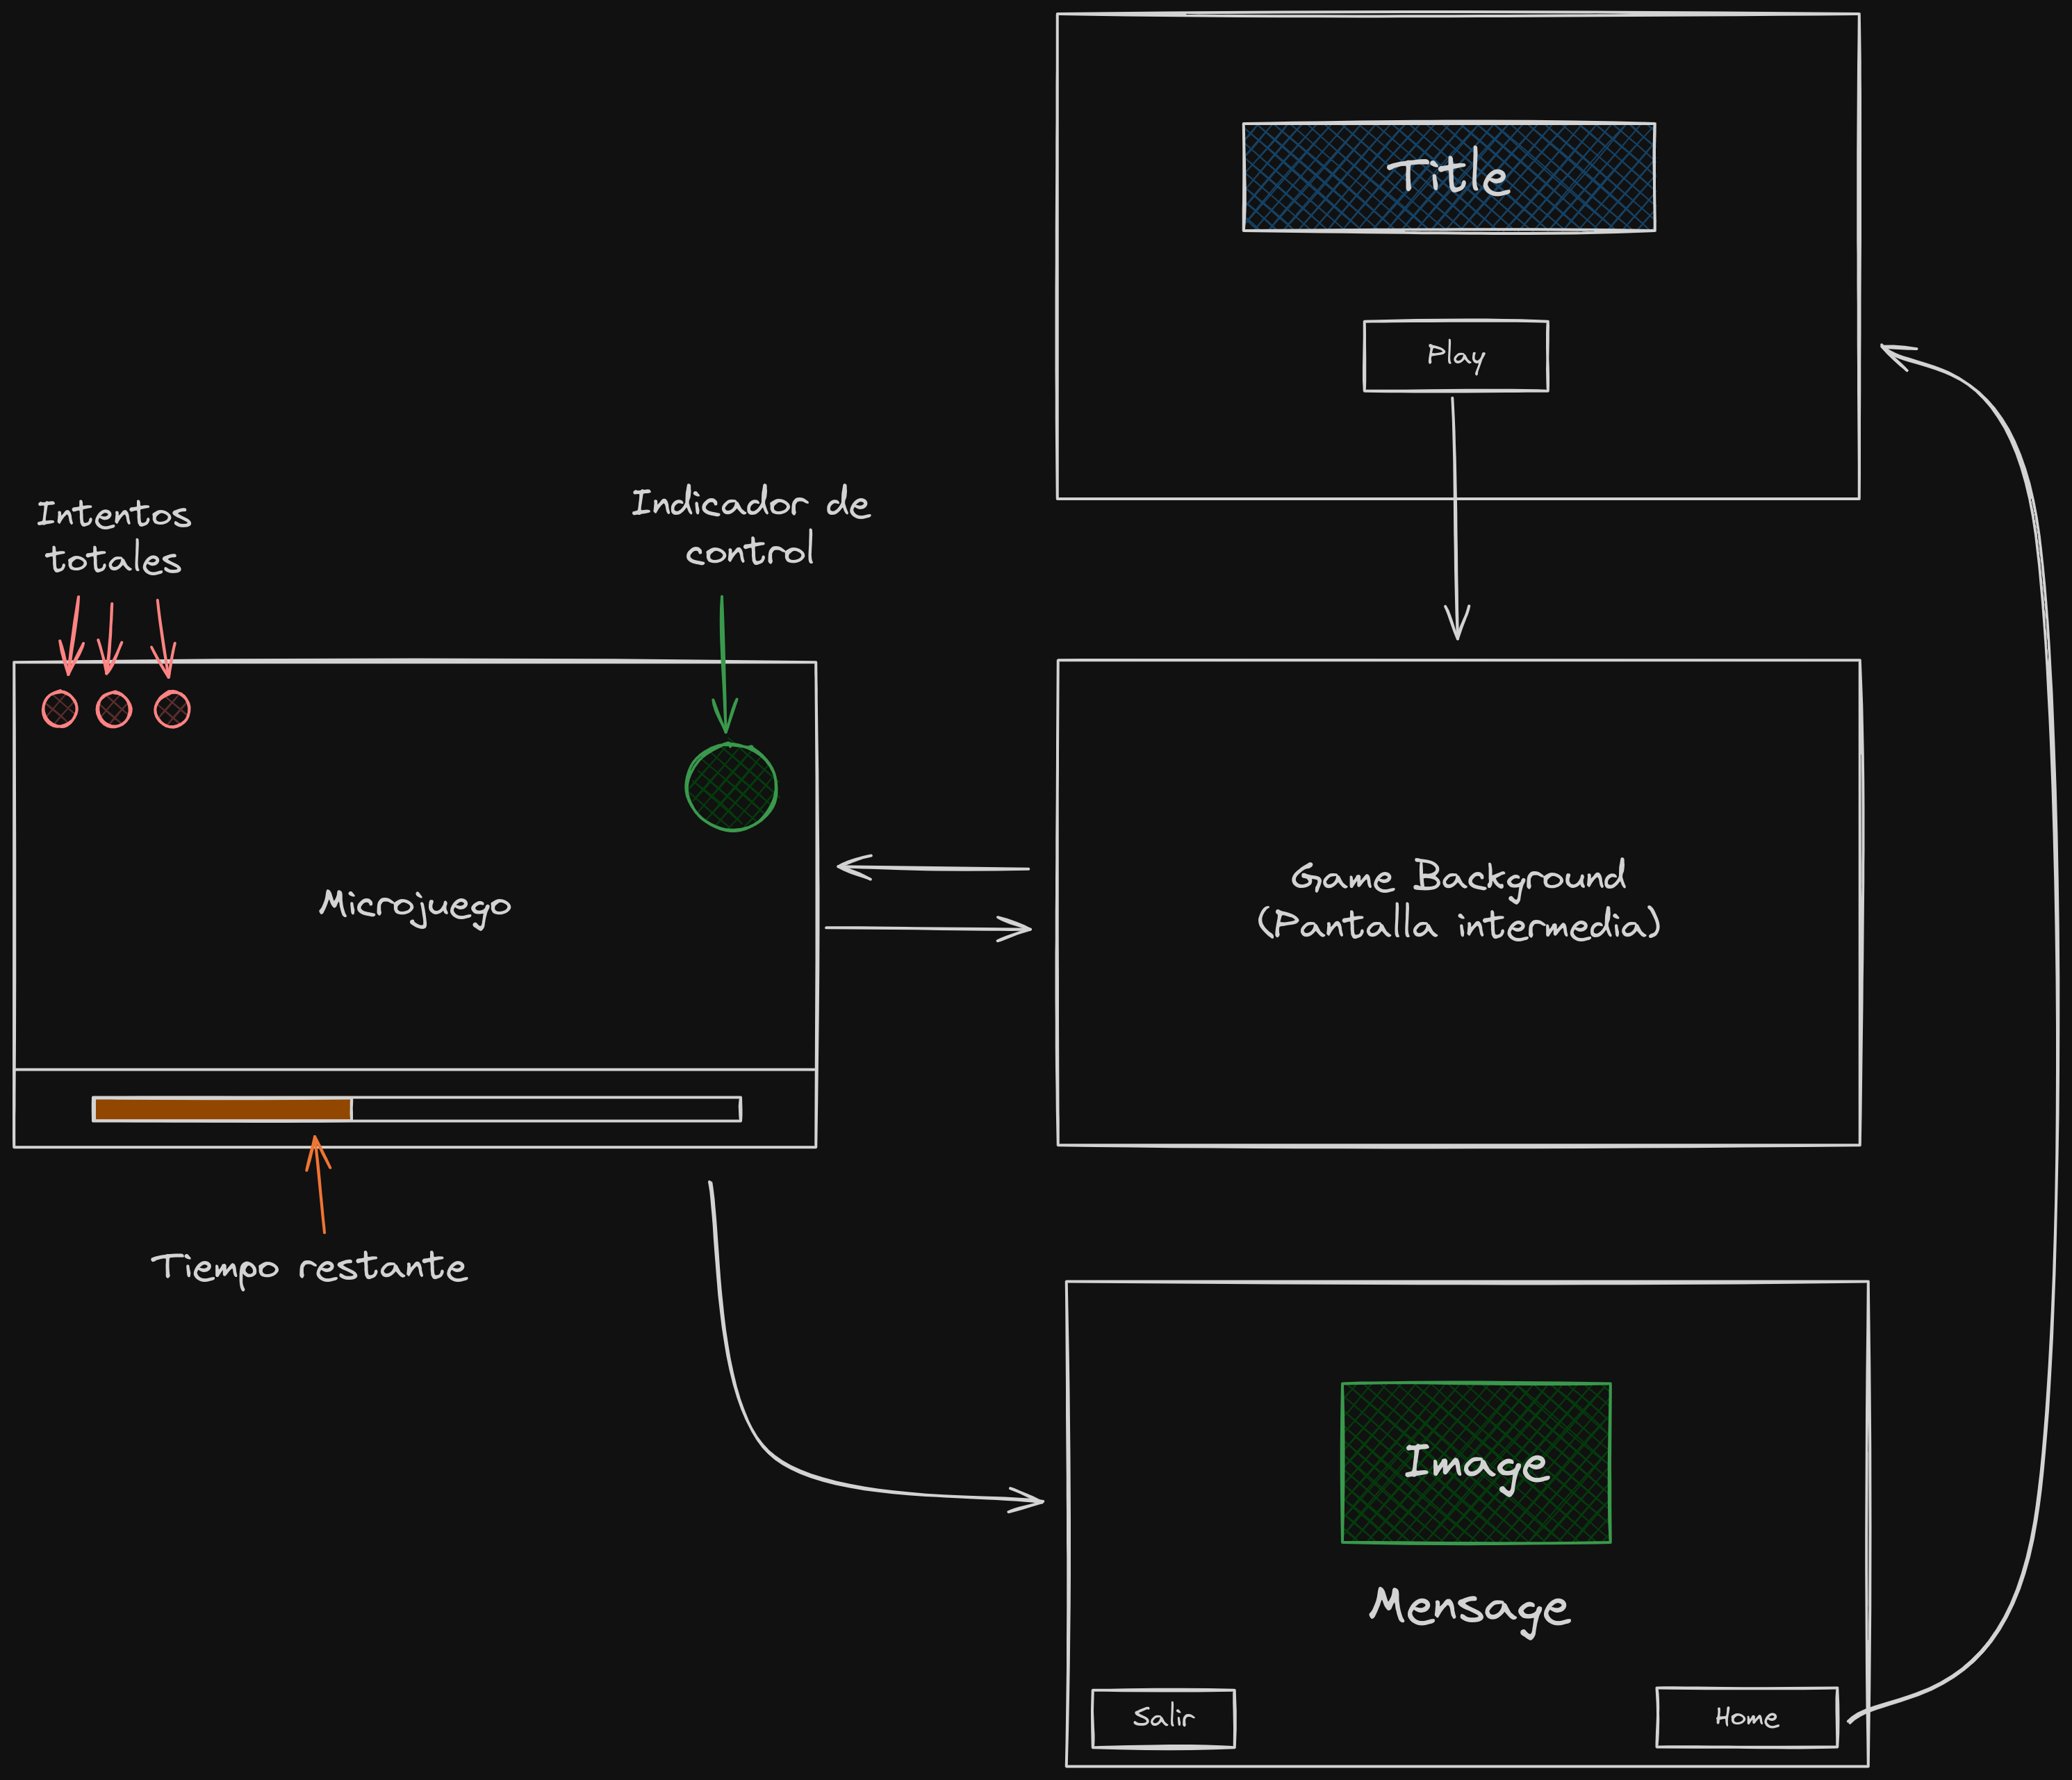 Title
Play
Intentos
totales
Indicador de
control
Microjuego
Game Background
(Pantalla intermedia)
Tiempo restante
Image
Mensage
Salir
Home